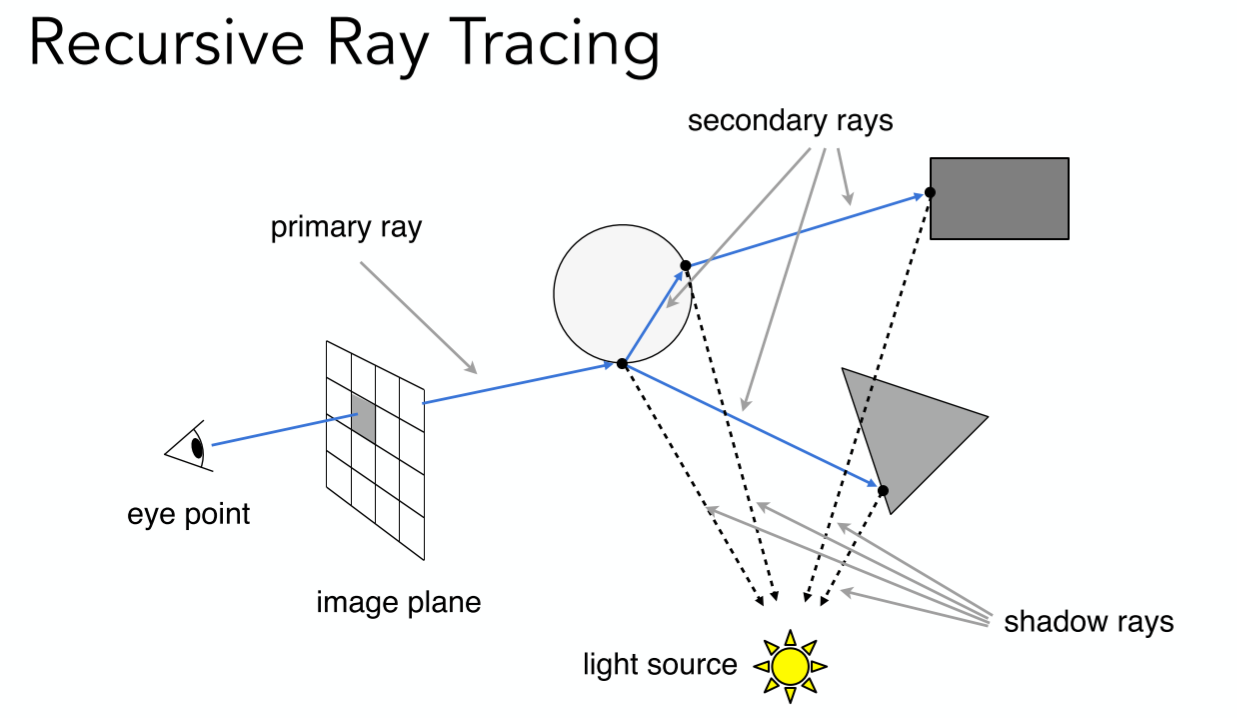 Recursive Ray Tracing
secondary rays
primary ray
eye point
image plane
shadow rays
light source